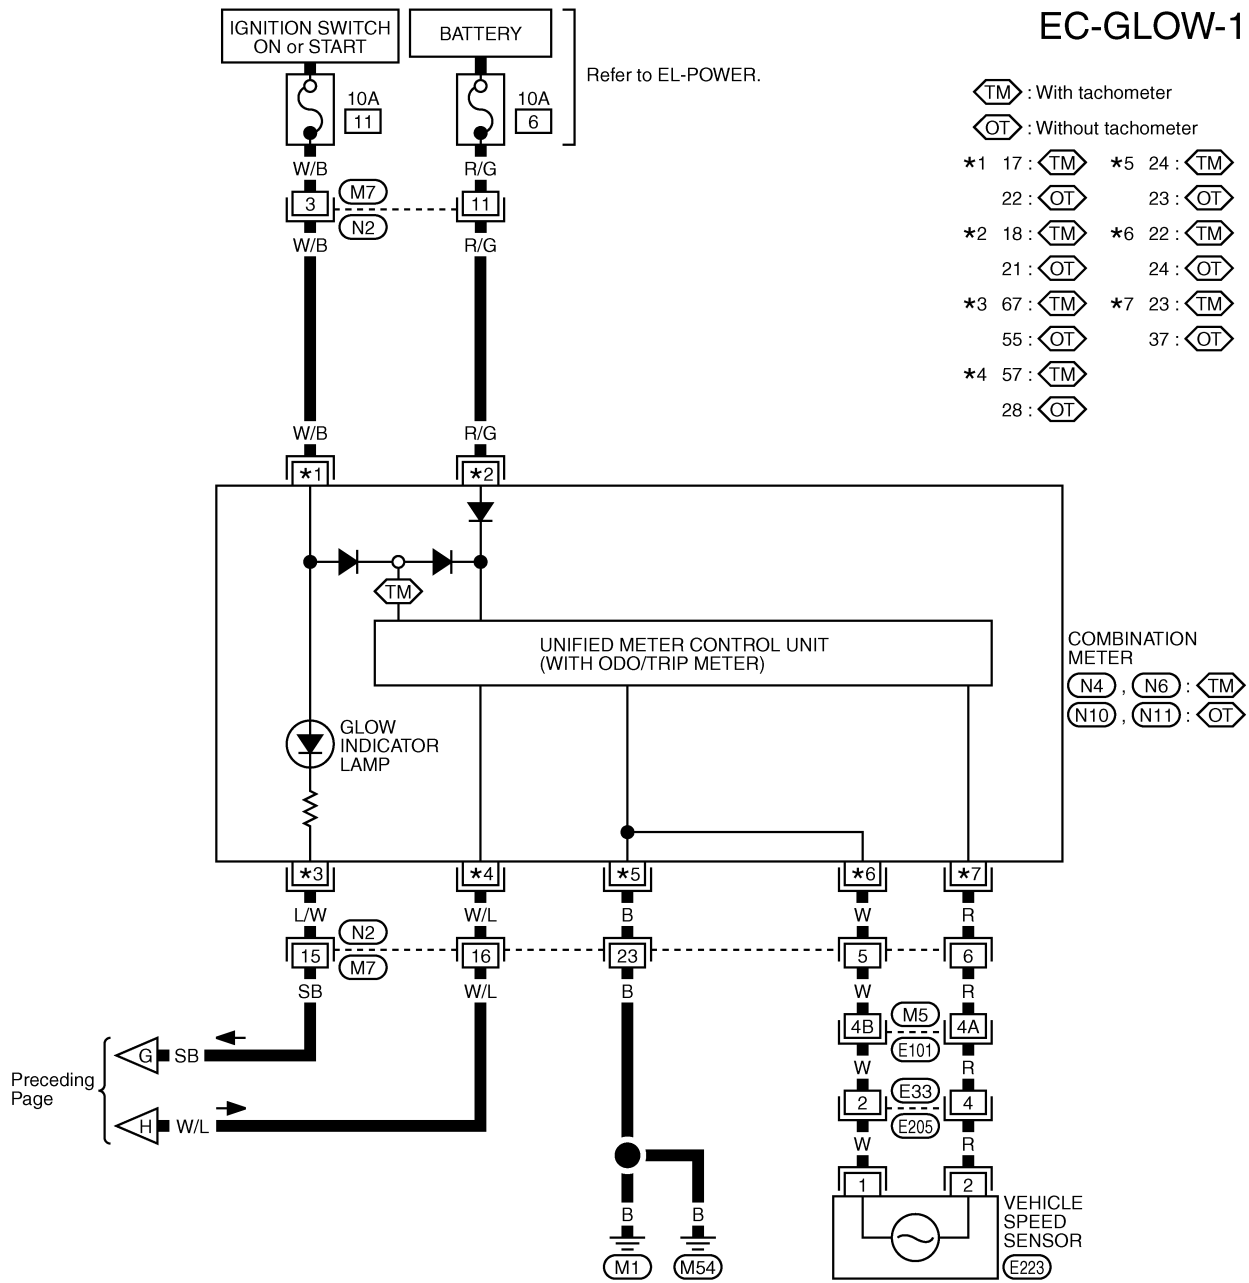 EC-GLOW-1
IGNITION SWITCH
ON or START
BATTERY
Refer to EL-POWER.
10A
11
10A
6
TM : With tachometer
OT : Without tachometer
*1 17 : TM *5 24 : TM
22 : OT 23 : OT
*2 18 : TM *6 22 : TM
21 : OT 24 : OT
*3 67 : TM *7 23 : TM
55 : OT 37 : OT
*4 57 : TM
28 : OT
W/B R/G
3 M7 11
N2
W/B R/G
W/B R/G
*1 *2
TM
UNIFIED METER CONTROL UNIT
(WITH ODO/TRIP METER)
COMBINATION
METER
N4 , N6 : TM
N10 , N11 : OT
GLOW
INDICATOR
LAMP
*3 *4 *5 *6 *7
L/W W/L B W R
N2
15 16 23 5 6
M7
SB W/L B W R
4B M5 4A
E101
W R
2 E33 4
E205
W R
1 2
Preceding
Page
G SB
H W/L
B B
M1 M54
VEHICLE
SPEED
SENSOR
E223